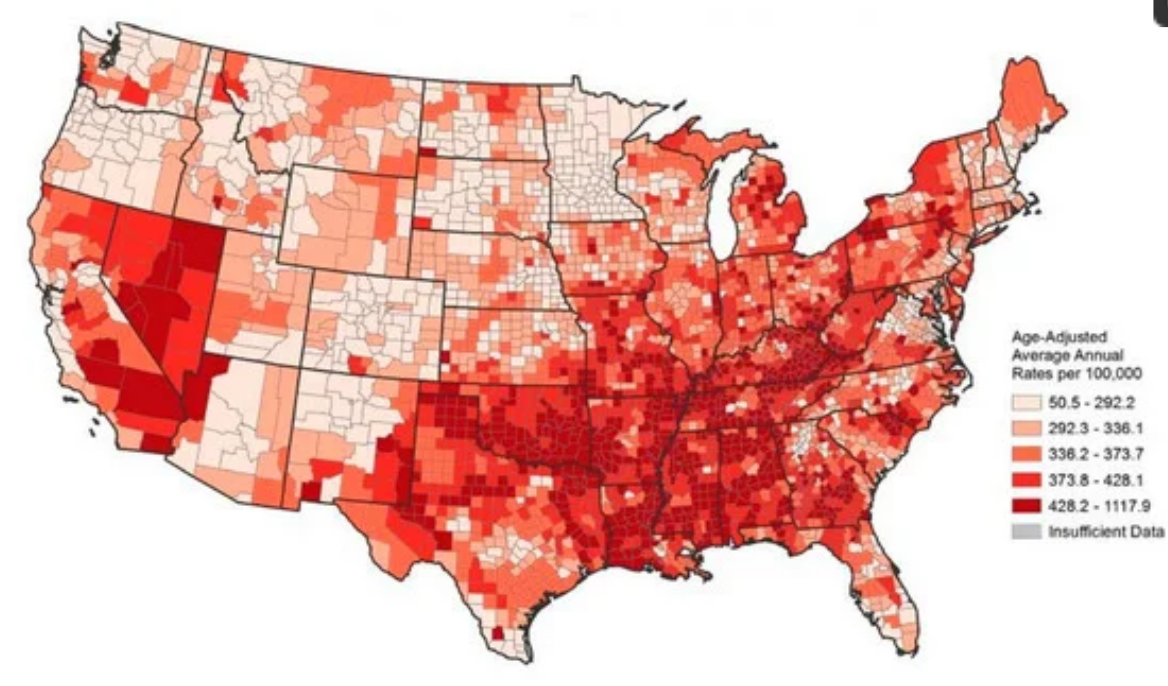 Age-Adjusted
Average Annual
Rates per 100,000
50.5 - 292.2
292.3 - 336.1
336.2 - 373.7
373.8 - 428.1
428.2 - 1117.9
Insufficient Data